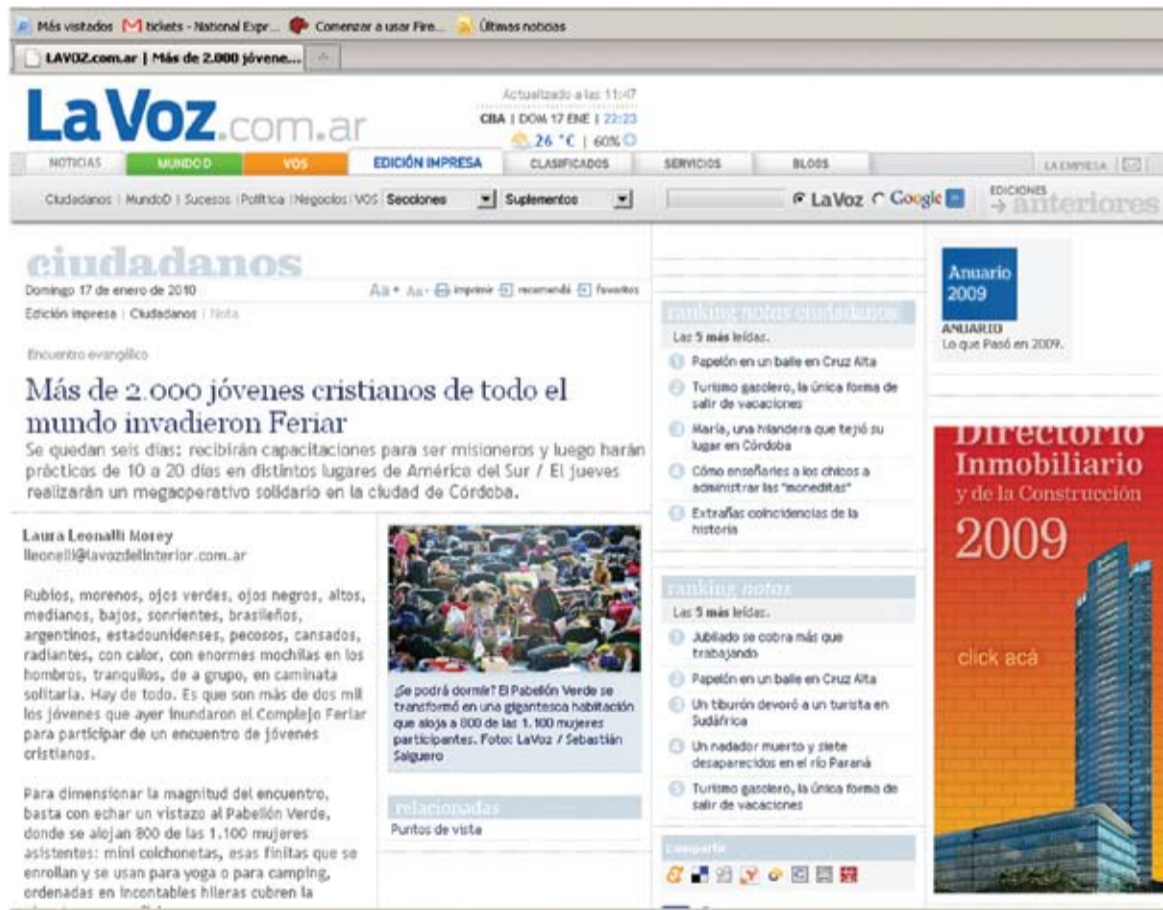 Más visitados tickets - National Expr... Comenzar a usar Fire... Últimas noticias
LAVOZ.com.ar | Más de 2.000 jóvene...
LaVoz.com.ar
Actualizado a las 11:47
CBA | DOM 17 ENE | 22:23
26 °C | 60%
NOTICIAS MUNDO D VOS EDICIÓN IMPRESA CLASIFICADOS SERVICIOS BLOGS LA EMPRESA
Ciudadanos | MundoD | Sucesos | Política | Negocios | VOS Secciones Suplementos LaVoz Google EDICIONES anteriores
ciudadanos
Domingo 17 de enero de 2010 Aa+ Aa- imprimir recomendá favoritos
Edición impresa | Ciudadanos | Nota
Encuentro evangélico
Más de 2.000 jóvenes cristianos de todo el
mundo invadieron Feriar
Se quedan seis días: recibirán capacitaciones para ser misioneros y luego harán
prácticas de 10 a 20 días en distintos lugares de América del Sur / El jueves
realizarán un megaoperativo solidario en la ciudad de Córdoba.
Laura Leonalli Morey
lleonelli@lavozdelinterior.com.ar
Rubios, morenos, ojos verdes, ojos negros, altos,
medianos, bajos, sonrientes, brasileños,
argentinos, estadounidenses, pecosos, cansados,
radiantes, con calor, con enormes mochilas en los
hombros, tranquilos, de a grupo, en caminata
solitaria. Hay de todo. Es que son más de dos mil
los jóvenes que ayer inundaron el Complejo Feriar
para participar de un encuentro de jóvenes
cristianos.
Para dimensionar la magnitud del encuentro,
basta con echar un vistazo al Pabellón Verde,
donde se alojan 800 de las 1.100 mujeres
asistentes: mini colchonetas, esas finitas que se
enrollan y se usan para yoga o para camping,
ordenadas en incontables hileras cubren la
¿Se podrá dormir? El Pabellón Verde se
transformó en una gigantesca habitación
que aloja a 800 de las 1.100 mujeres
participantes. Foto: LaVoz / Sebastián
Salguero
relacionadas
Puntos de vista
ranking notas ciudadanos
Las 5 más leídas.
1 Papelón en un baile en Cruz Alta
2 Turismo gasolero, la única forma de
salir de vacaciones
3 María, una hilandera que tejió su
lugar en Córdoba
4 Cómo enseñarles a los chicos a
administrar las "moneditas"
5 Extrañas coincidencias de la
historia
ranking notas
Las 5 más leídas.
1 Jubilado se cobra más que
trabajando
2 Papelón en un baile en Cruz Alta
3 Un tiburón devoró a un turista en
Sudáfrica
4 Un nadador muerto y siete
desaparecidos en el río Paraná
5 Turismo gasolero, la única forma de
salir de vacaciones
compartir
Anuario
2009
ANUARIO
Lo que Pasó en 2009.
Directorio
Inmobiliario
y de la Construcción
2009
click acá